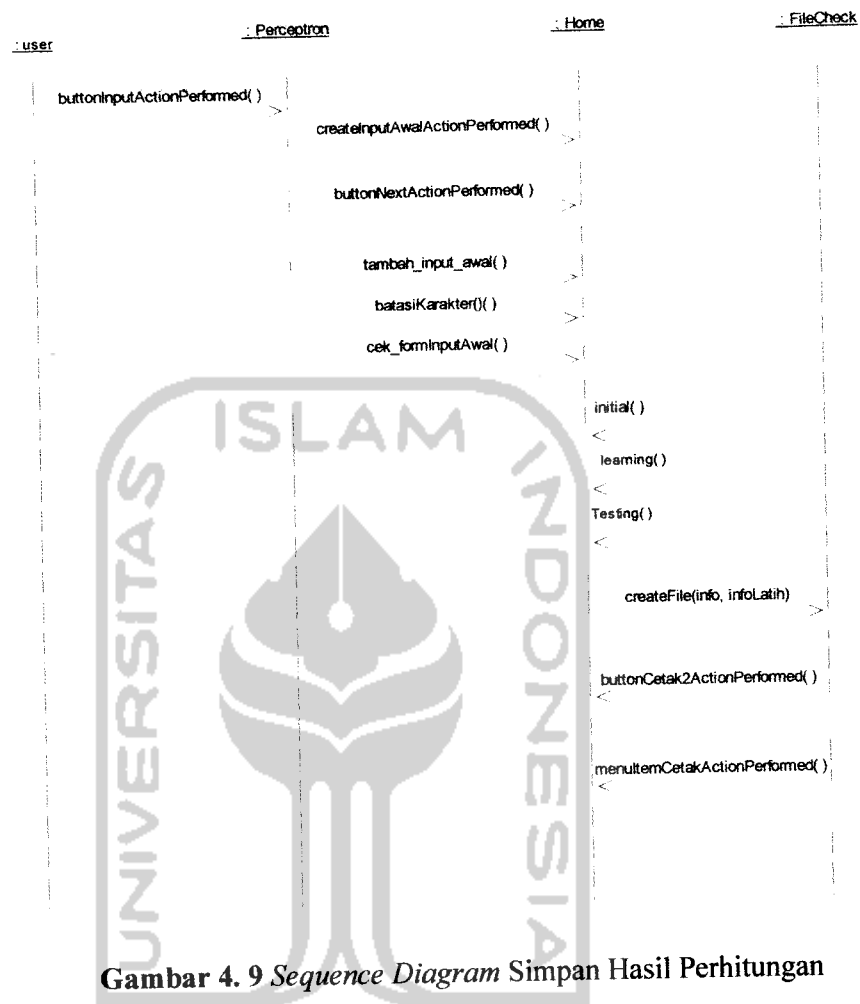 : user
: Perceptron
: Home
: FileCheck
buttonInputActionPerformed( )
createInputAwalActionPerformed( )
buttonNextActionPerformed( )
tambah_input_awal( )
batasiKarakter()( )
cek_formInputAwal( )
initial( )
learning( )
Testing( )
createFile(info, infoLatih)
buttonCetak2ActionPerformed( )
menuItemCetakActionPerformed( )
UNIVERSITAS
ISLAM
INDONESIA
Gambar 4. 9 Sequence Diagram Simpan Hasil Perhitungan